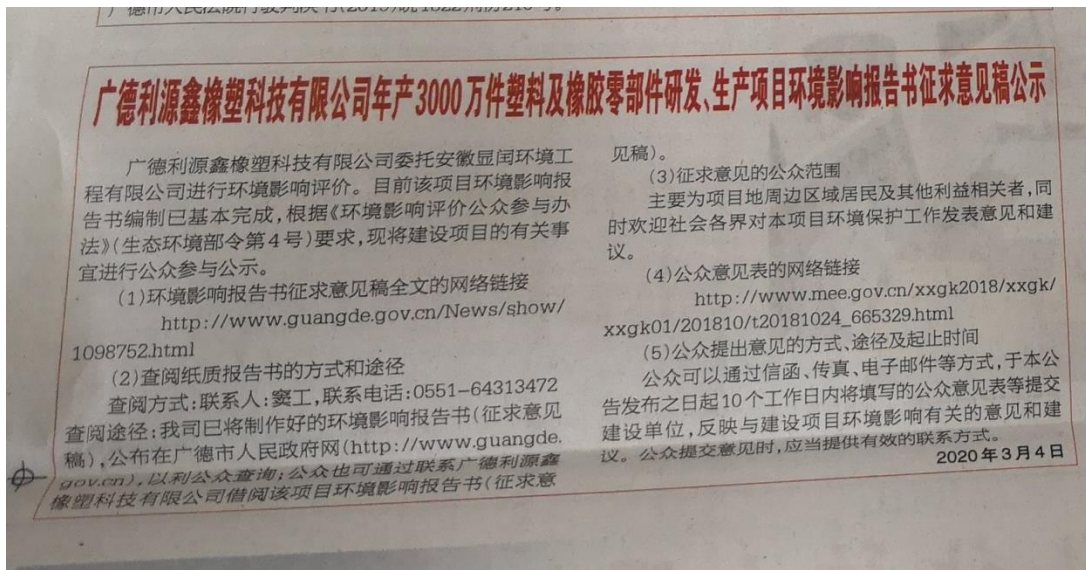 广德利源鑫橡塑科技有限公司年产3000万件塑料及橡胶零部件研发、生产项目环境影响报告书征求意见稿公示
广德利源鑫橡塑科技有限公司委托安徽显闰环境工
程有限公司进行环境影响评价。目前该项目环境影响报
告书编制已基本完成，根据《环境影响评价公众参与办
法》（生态环境部令第4号）要求，现将建设项目的有关事
宜进行公众参与公示。
（1）环境影响报告书征求意见稿全文的网络链接
http://www.guangde.gov.cn/News/show/
1098752.html
（2）查阅纸质报告书的方式和途径
查阅方式：联系人：窦工，联系电话：0551-64313472
查阅途径：我司已将制作好的环境影响报告书（征求意见
稿），公布在广德市人民政府网（http://www.guangde.
gov.cn），以利公众查询；公众也可通过联系广德利源鑫
橡塑科技有限公司借阅该项目环境影响报告书（征求意
见稿）。
（3）征求意见的公众范围
主要为项目地周边区域居民及其他利益相关者，同
时欢迎社会各界对本项目环境保护工作发表意见和建
议。
（4）公众意见表的网络链接
http://www.mee.gov.cn/xxgk2018/xxgk/
xxgk01/201810/t20181024_665329.html
（5）公众提出意见的方式、途径及起止时间
公众可以通过信函、传真、电子邮件等方式，于本公
告发布之日起10个工作日内将填写的公众意见表等提交
建设单位，反映与建设项目环境影响有关的意见和建
议。公众提交意见时，应当提供有效的联系方式。
2020年3月4日